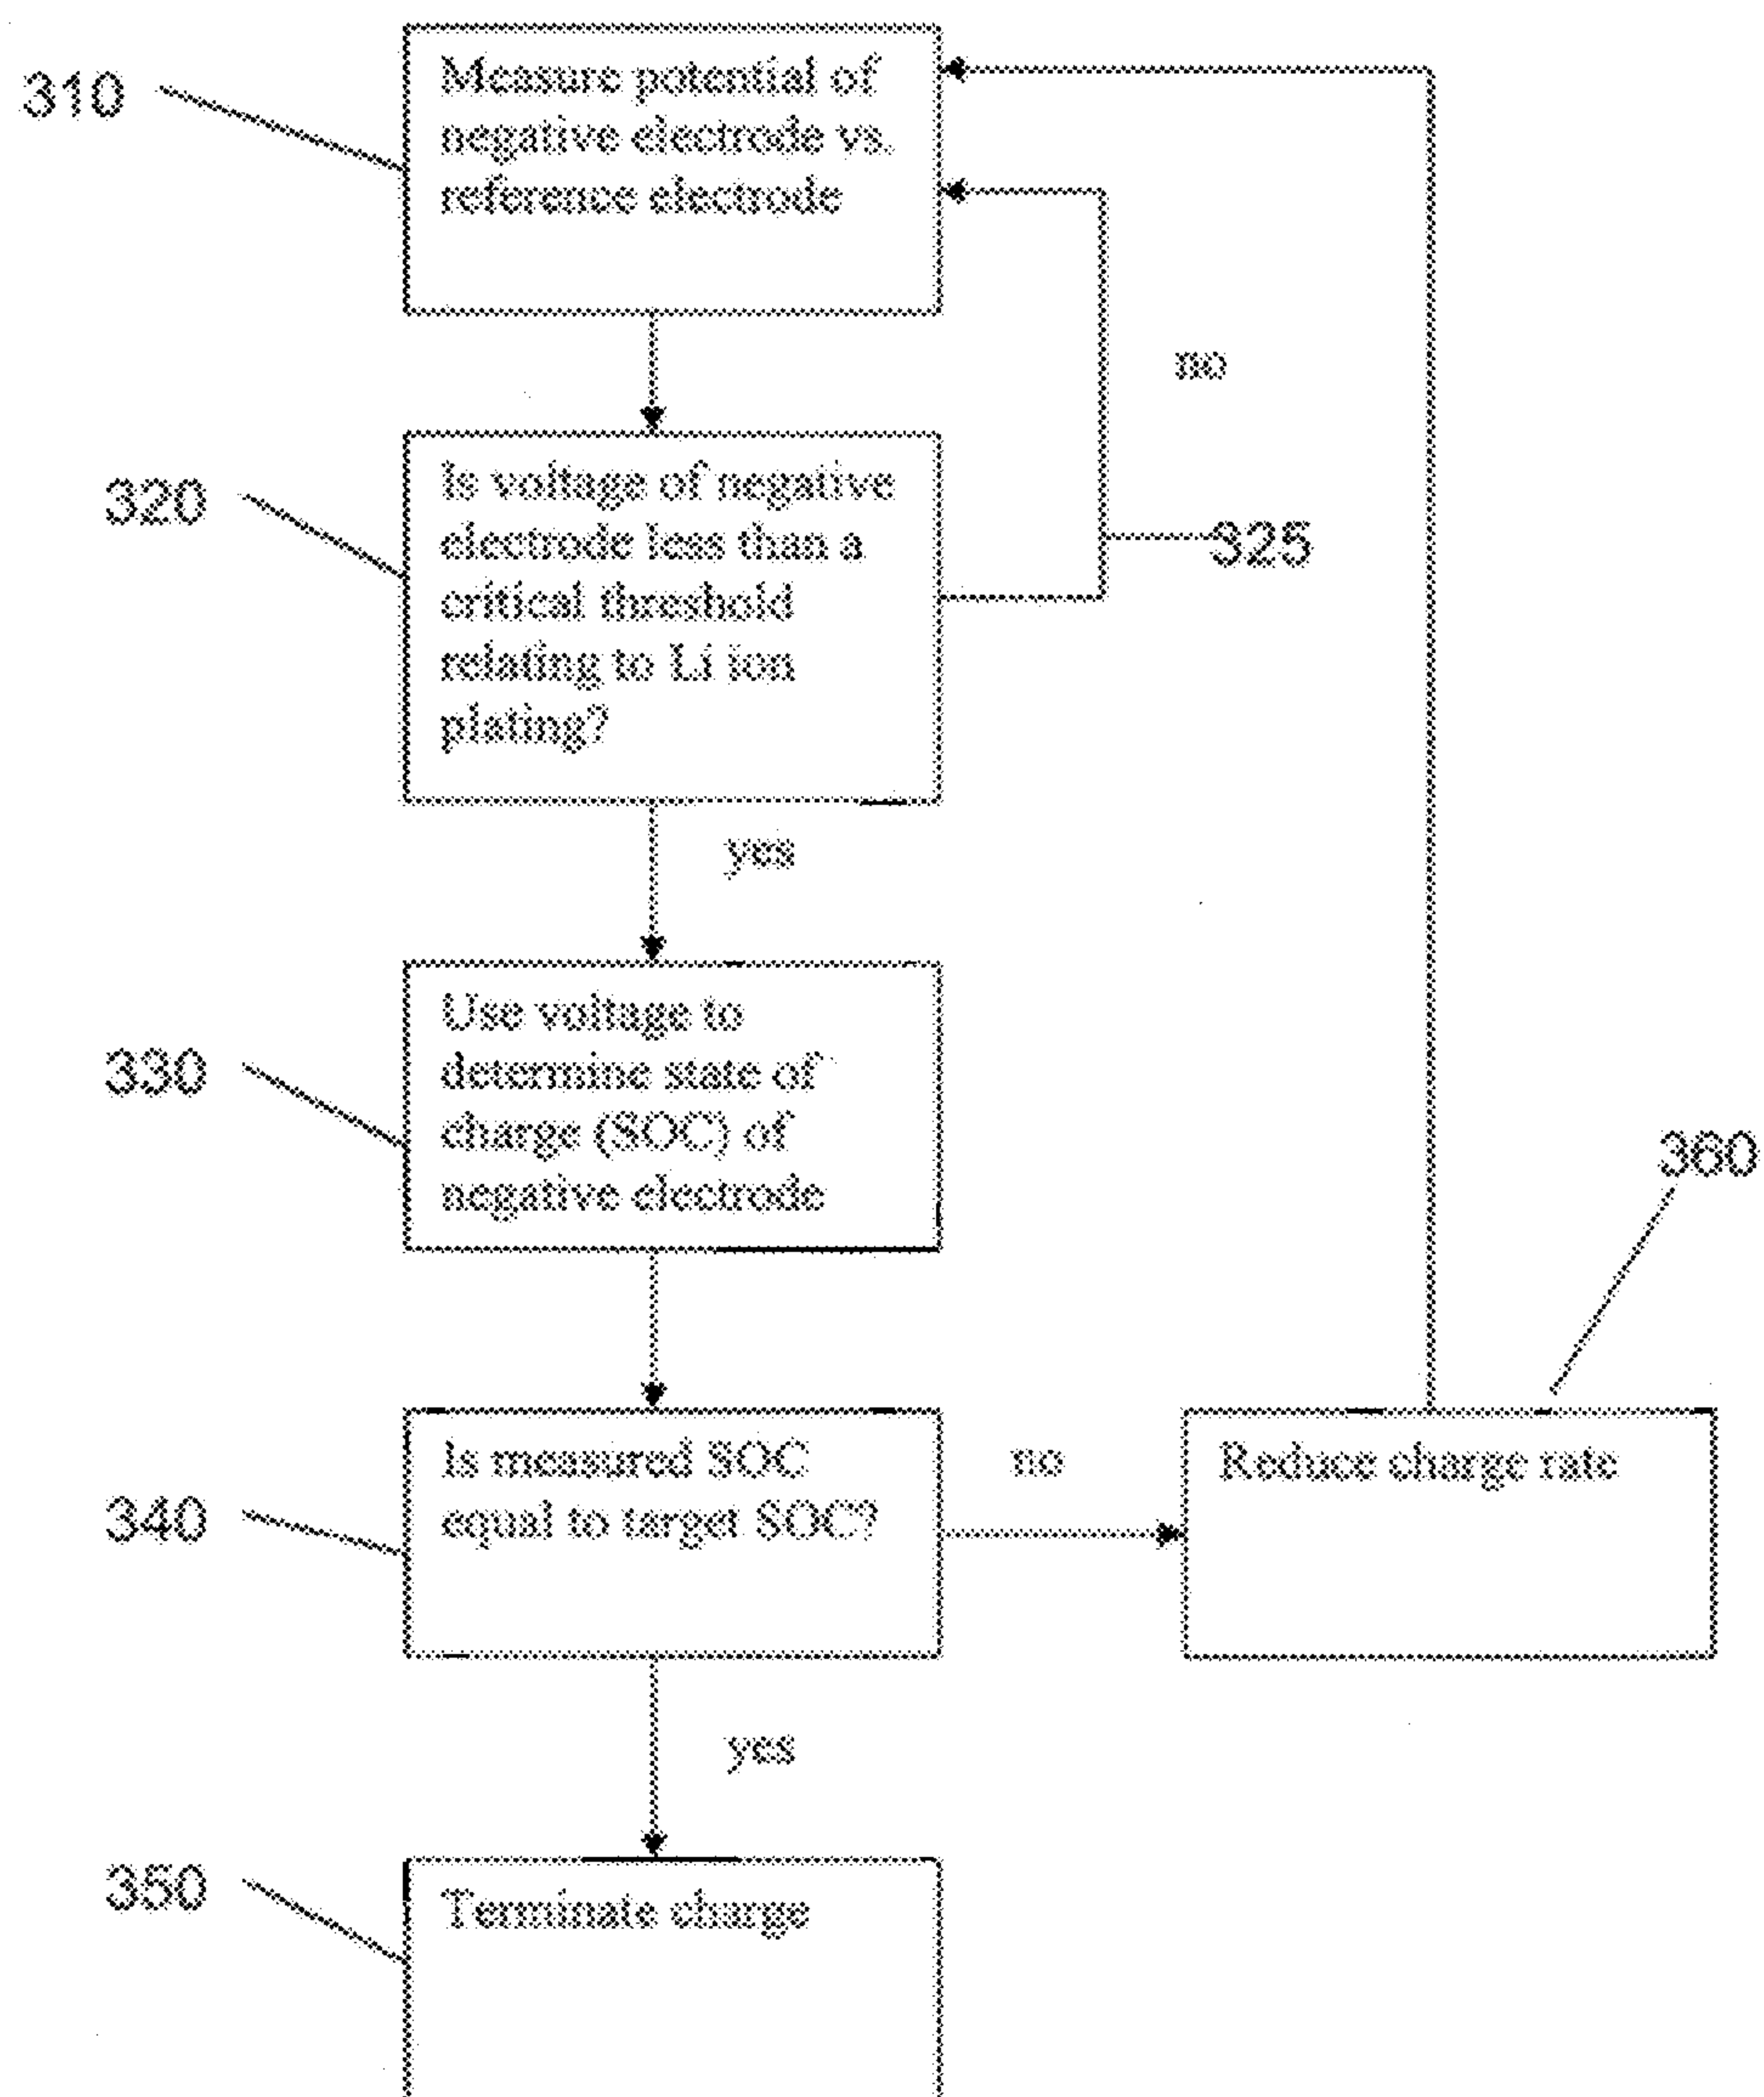 310
Measure potential of
negative electrode vs.
reference electrode
no
320
Is voltage of negative
electrode less than a
critical threshold
relating to Li ion
plating?
325
yes
330
Use voltage to
determine state of
charge (SOC) of
negative electrode
360
340
Is measured SOC
equal to target SOC?
no
Reduce charge rate
yes
350
Terminate charge